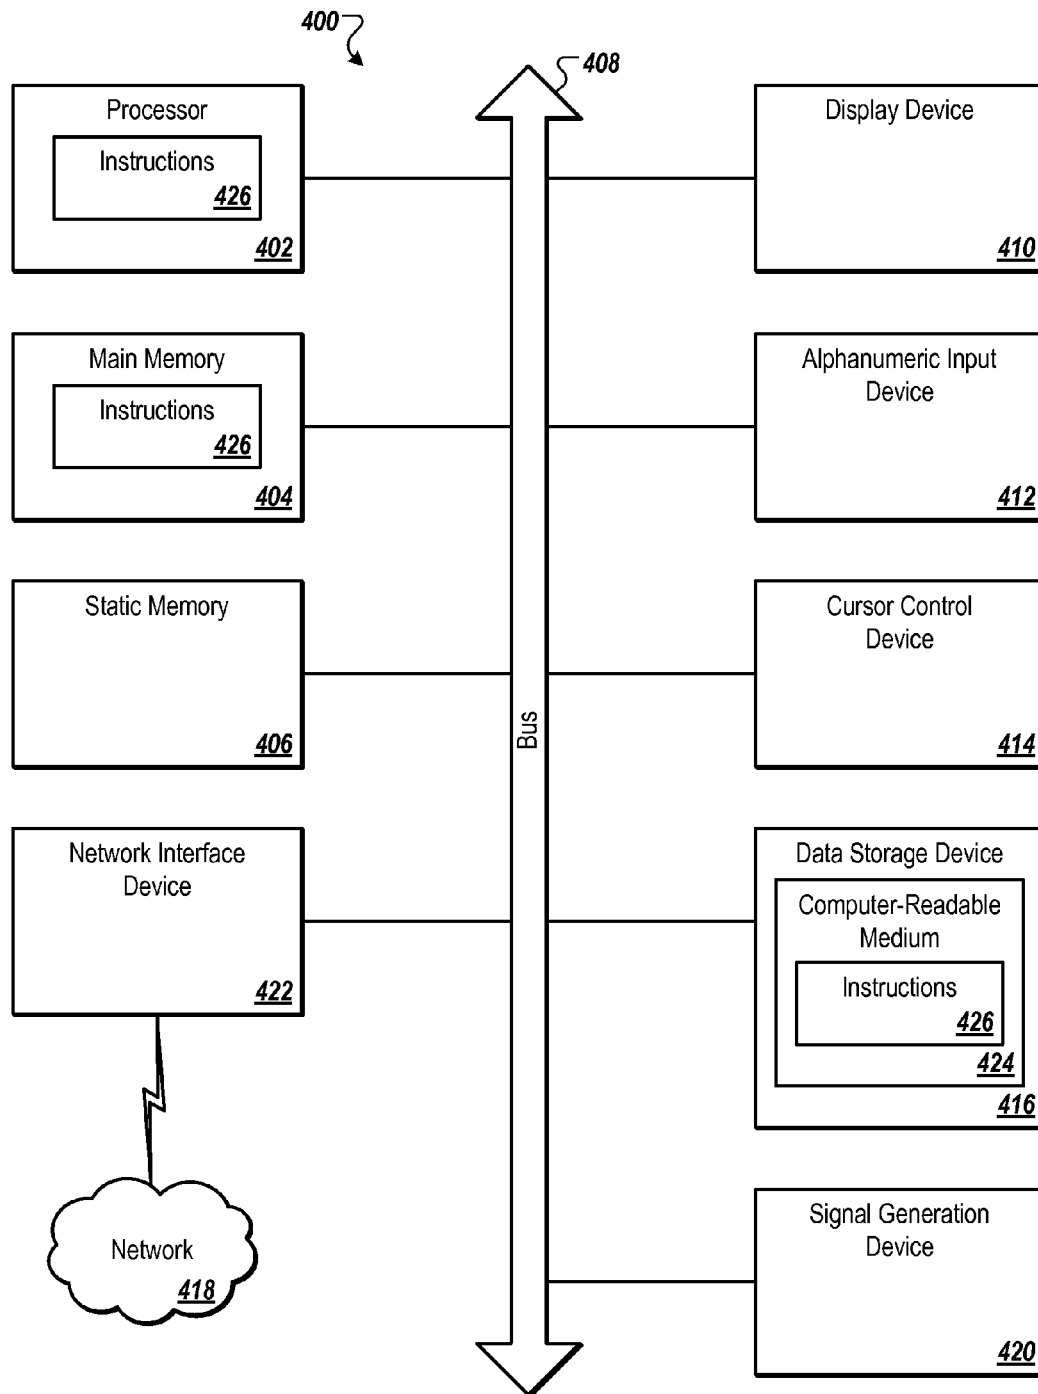 400
408
Processor
Instructions
426
402
Main Memory
Instructions
426
404
Static Memory
406
Network Interface
Device
422
Network
418
Bus
Display Device
410
Alphanumeric Input
Device
412
Cursor Control
Device
414
Data Storage Device
Computer-Readable
Medium
Instructions
426
424
416
Signal Generation
Device
420